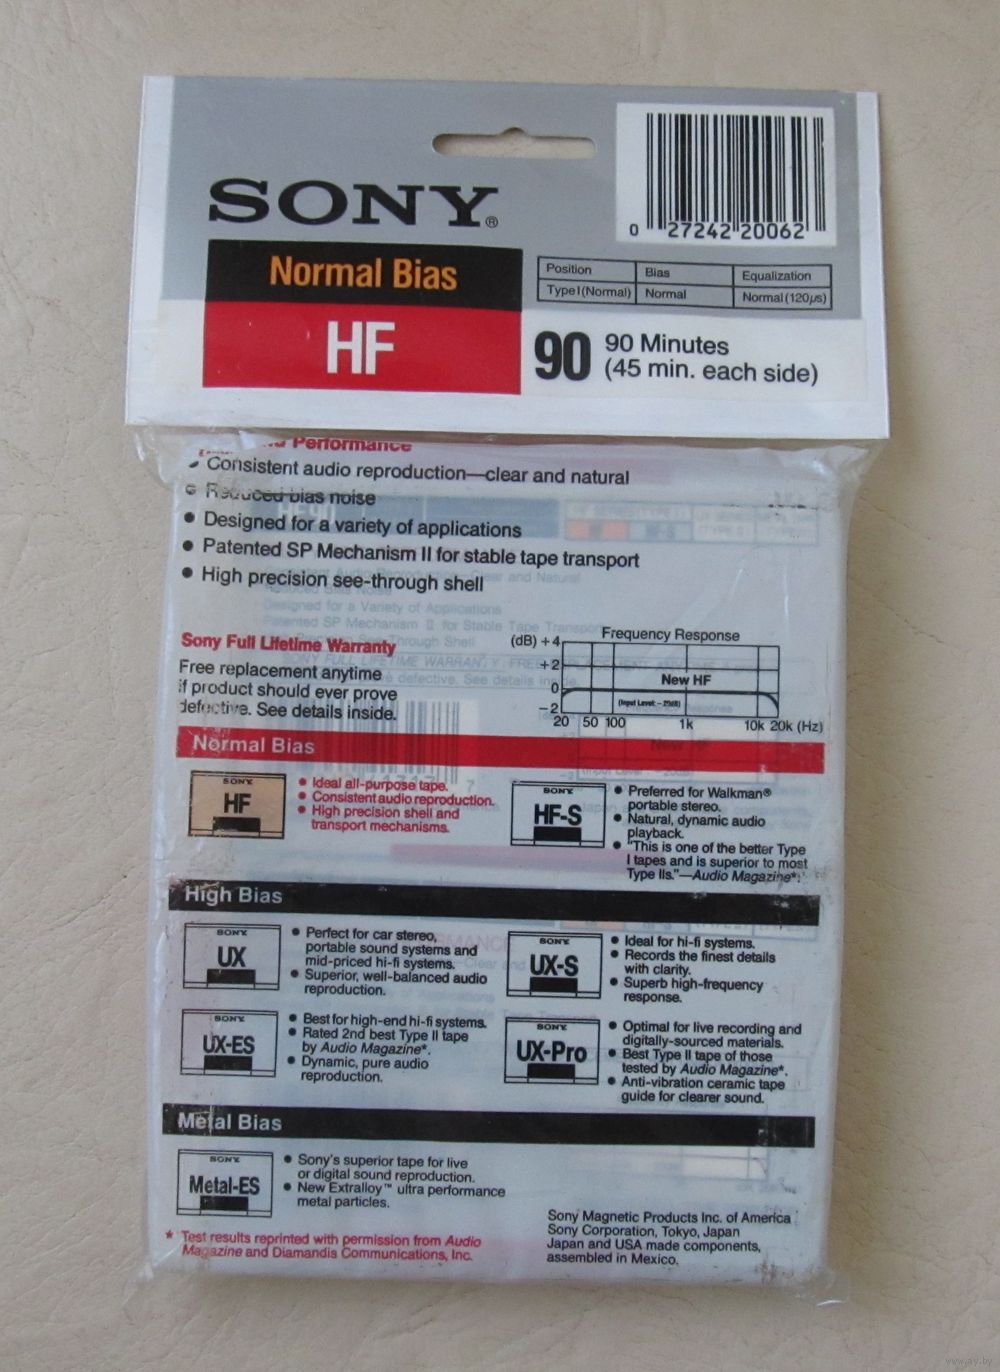 SONY®
0 27242 20062
Normal Bias
HF
Position Bias Equalization
Type I (Normal) Normal Normal (120µs)
90 90 Minutes
(45 min. each side)
Performance
• Consistent audio reproduction—clear and natural
• Reduced bias noise
• Designed for a variety of applications
• Patented SP Mechanism II for stable tape transport
• High precision see-through shell
Sony Full Lifetime Warranty
Free replacement anytime
if product should ever prove
defective. See details inside.
Frequency Response
(dB) +4
+2
0
−2
New HF
(Input Level: −20dB)
20 50 100 1k 10k 20k (Hz)
Normal Bias
SONY
HF
• Ideal all-purpose tape.
• Consistent audio reproduction.
• High precision shell and
transport mechanisms.
SONY
HF-S
• Preferred for Walkman®
portable stereo.
• Natural, dynamic audio
playback.
• "This is one of the better Type
I tapes and is superior to most
Type IIs."—Audio Magazine*.
High Bias
SONY
UX
• Perfect for car stereo,
portable sound systems and
mid-priced hi-fi systems.
• Superior, well-balanced audio
reproduction.
SONY
UX-S
• Ideal for hi-fi systems.
• Records the finest details
with clarity.
• Superb high-frequency
response.
SONY
UX-ES
• Best for high-end hi-fi systems.
• Rated 2nd best Type II tape
by Audio Magazine*.
• Dynamic, pure audio
reproduction.
SONY
UX-Pro
• Optimal for live recording and
digitally-sourced materials.
• Best Type II tape of those
tested by Audio Magazine*.
• Anti-vibration ceramic tape
guide for clearer sound.
Metal Bias
SONY
Metal-ES
• Sony's superior tape for live
or digital sound reproduction.
• New Extralloy™ ultra performance
metal particles.
* Test results reprinted with permission from Audio
Magazine and Diamandis Communications, Inc.
Sony Magnetic Products Inc. of America
Sony Corporation, Tokyo, Japan
Japan and USA made components,
assembled in Mexico.
www.ay.by